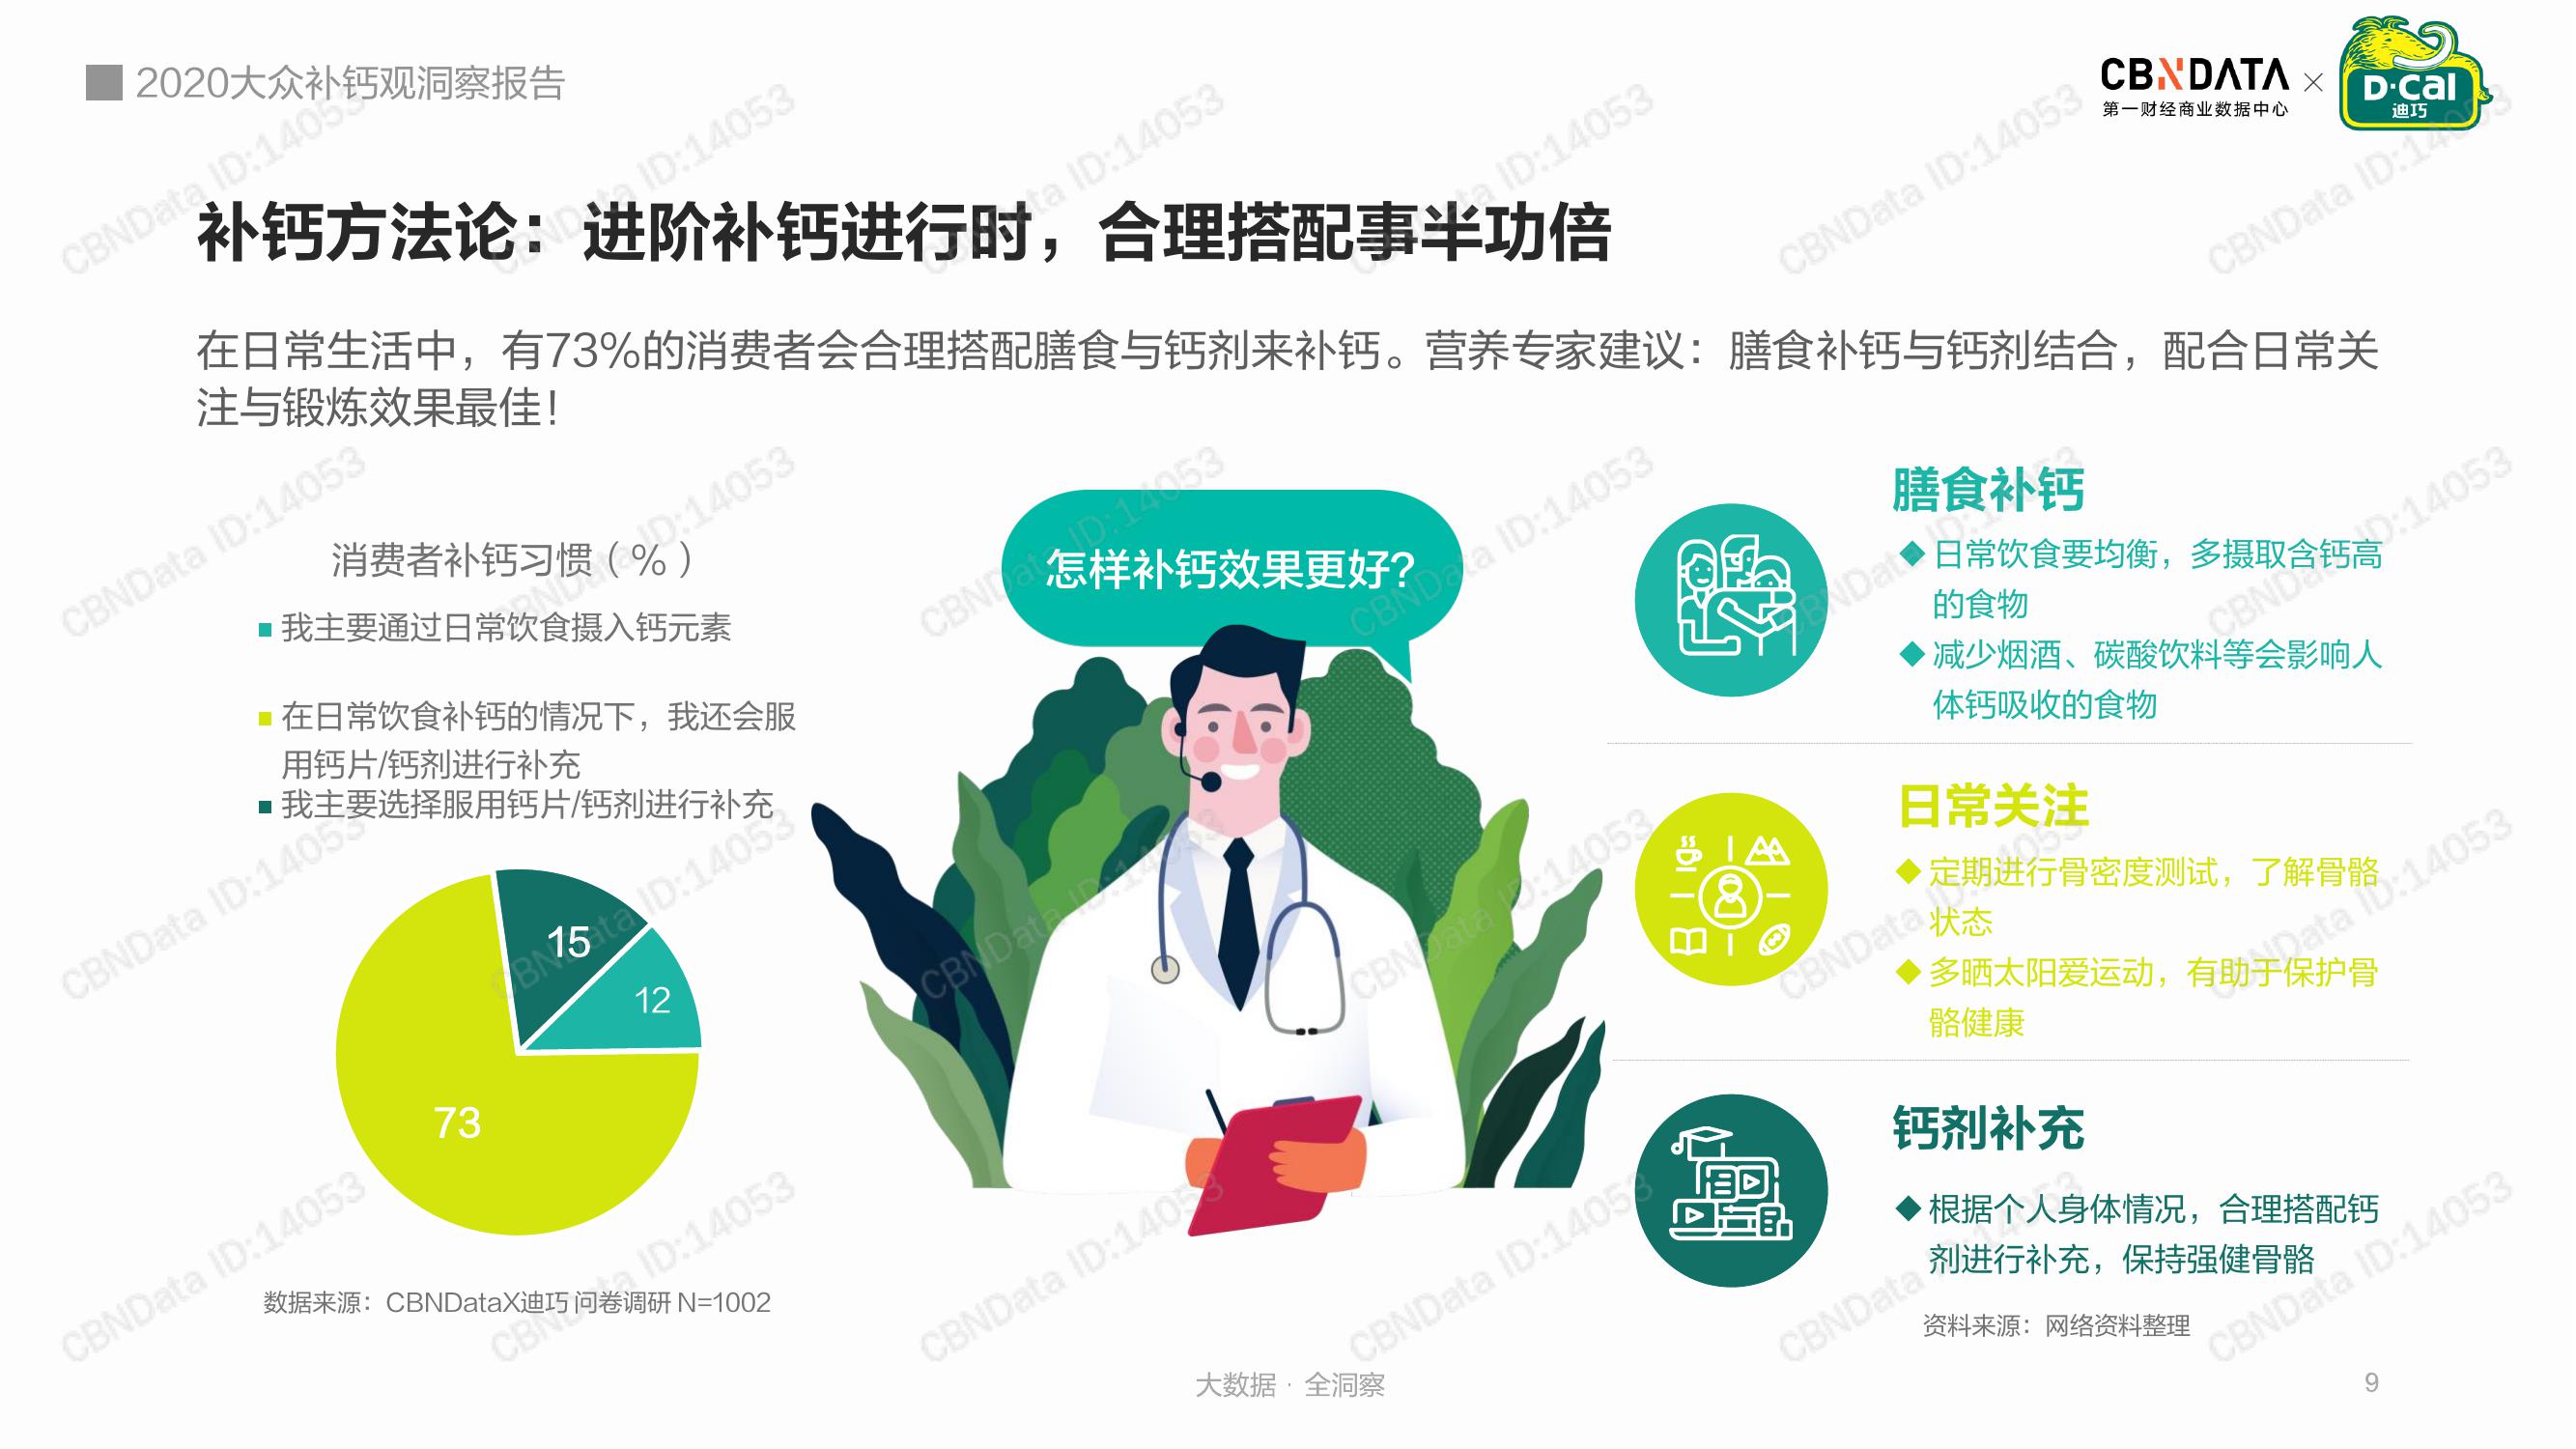 2020大众补钙观洞察报告
CBNDATA
第一财经商业数据中心
×
D·Cal
迪巧
补钙方法论：进阶补钙进行时，合理搭配事半功倍
在日常生活中，有73%的消费者会合理搭配膳食与钙剂来补钙。营养专家建议：膳食补钙与钙剂结合，配合日常关
注与锻炼效果最佳！
消费者补钙习惯（%）
我主要通过日常饮食摄入钙元素
在日常饮食补钙的情况下，我还会服
用钙片/钙剂进行补充
我主要选择服用钙片/钙剂进行补充
15
12
73
数据来源：CBNDataX迪巧 问卷调研 N=1002
怎样补钙效果更好？
膳食补钙
◆日常饮食要均衡，多摄取含钙高
的食物
◆减少烟酒、碳酸饮料等会影响人
体钙吸收的食物
日常关注
◆定期进行骨密度测试，了解骨骼
状态
◆多晒太阳爱运动，有助于保护骨
骼健康
钙剂补充
◆根据个人身体情况，合理搭配钙
剂进行补充，保持强健骨骼
资料来源：网络资料整理
大数据 · 全洞察
9
CBNData ID:14053